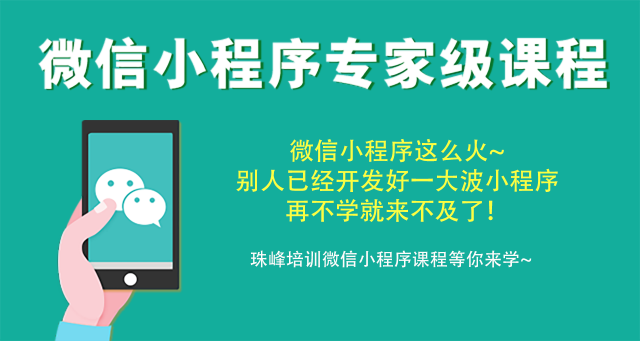 微信小程序专家级课程
微信小程序这么火~
别人已经开发好一大波小程序
再不学就来不及了!
珠峰培训微信小程序课程等你来学~